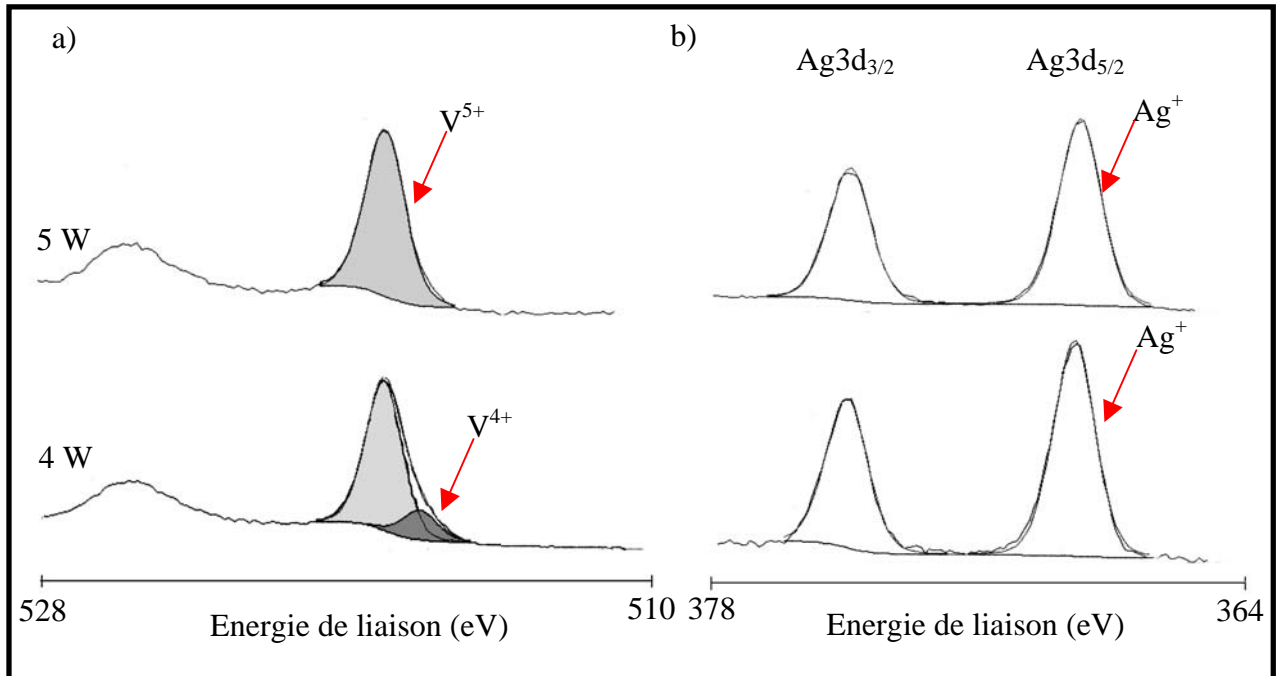 a)
V⁵⁺
5 W
V⁴⁺
4 W
528
510
Energie de liaison (eV)
b)
Ag3d₃/₂
Ag3d₅/₂
Ag⁺
Ag⁺
378
364
Energie de liaison (eV)